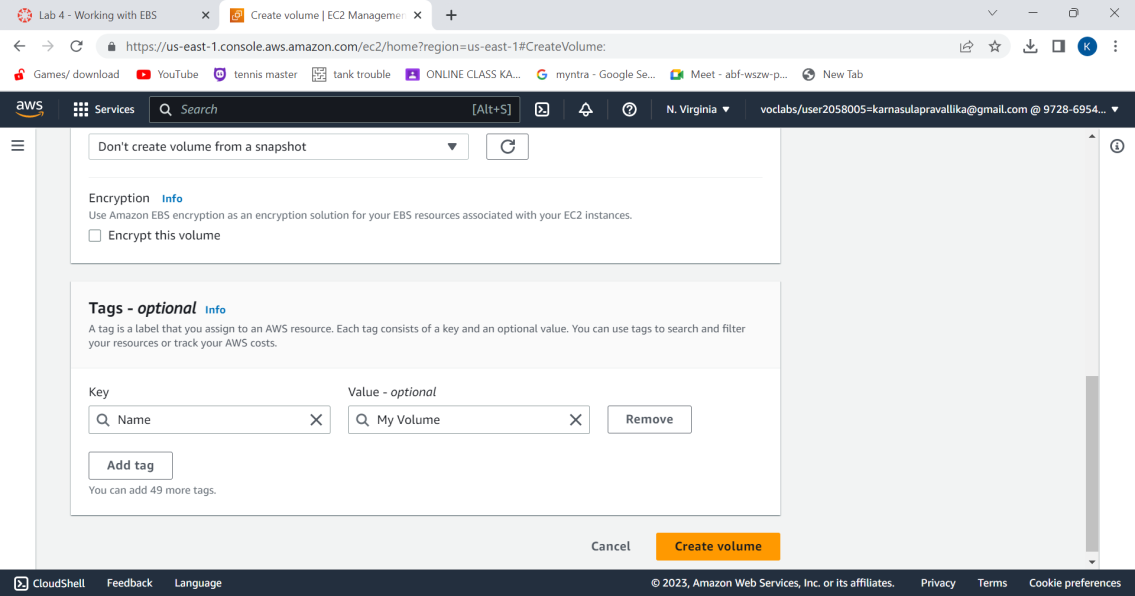 Lab 4 - Working with EBS
Create volume | EC2 Managemen
https://us-east-1.console.aws.amazon.com/ec2/home?region=us-east-1#CreateVolume:
K
Games/ download
YouTube
tennis master
tank trouble
ONLINE CLASS KA...
myntra - Google Se...
Meet - abf-wszw-p...
New Tab
aws
Services
Search
[Alt+S]
N. Virginia
voclabs/user2058005=karnasulapravallika@gmail.com @ 9728-6954...
Don't create volume from a snapshot
Encryption Info
Use Amazon EBS encryption as an encryption solution for your EBS resources associated with your EC2 instances.
Encrypt this volume
Tags - optional Info
A tag is a label that you assign to an AWS resource. Each tag consists of a key and an optional value. You can use tags to search and filter
your resources or track your AWS costs.
Key
Value - optional
Name
My Volume
Remove
Add tag
You can add 49 more tags.
Cancel
Create volume
CloudShell
Feedback
Language
© 2023, Amazon Web Services, Inc. or its affiliates.
Privacy
Terms
Cookie preferences